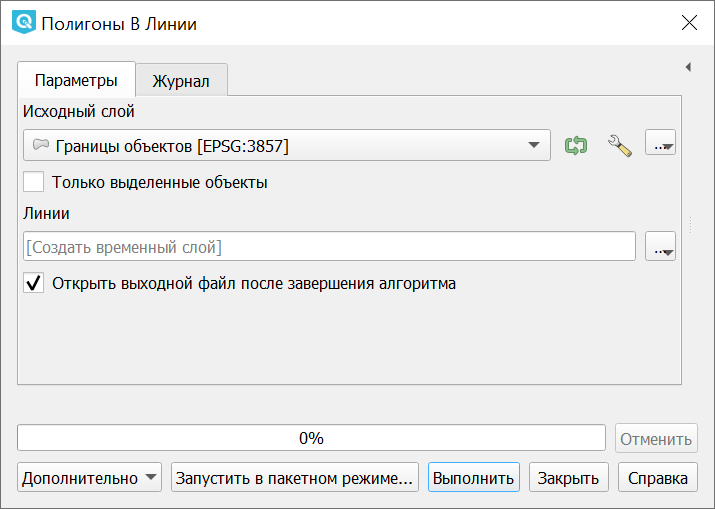 Полигоны В Линии
Параметры
Журнал
Исходный слой
Границы объектов [EPSG:3857]
...
Только выделенные объекты
Линии
[Создать временный слой]
...
Открыть выходной файл после завершения алгоритма
0%
Отменить
Дополнительно
Запустить в пакетном режиме...
Выполнить
Закрыть
Справка